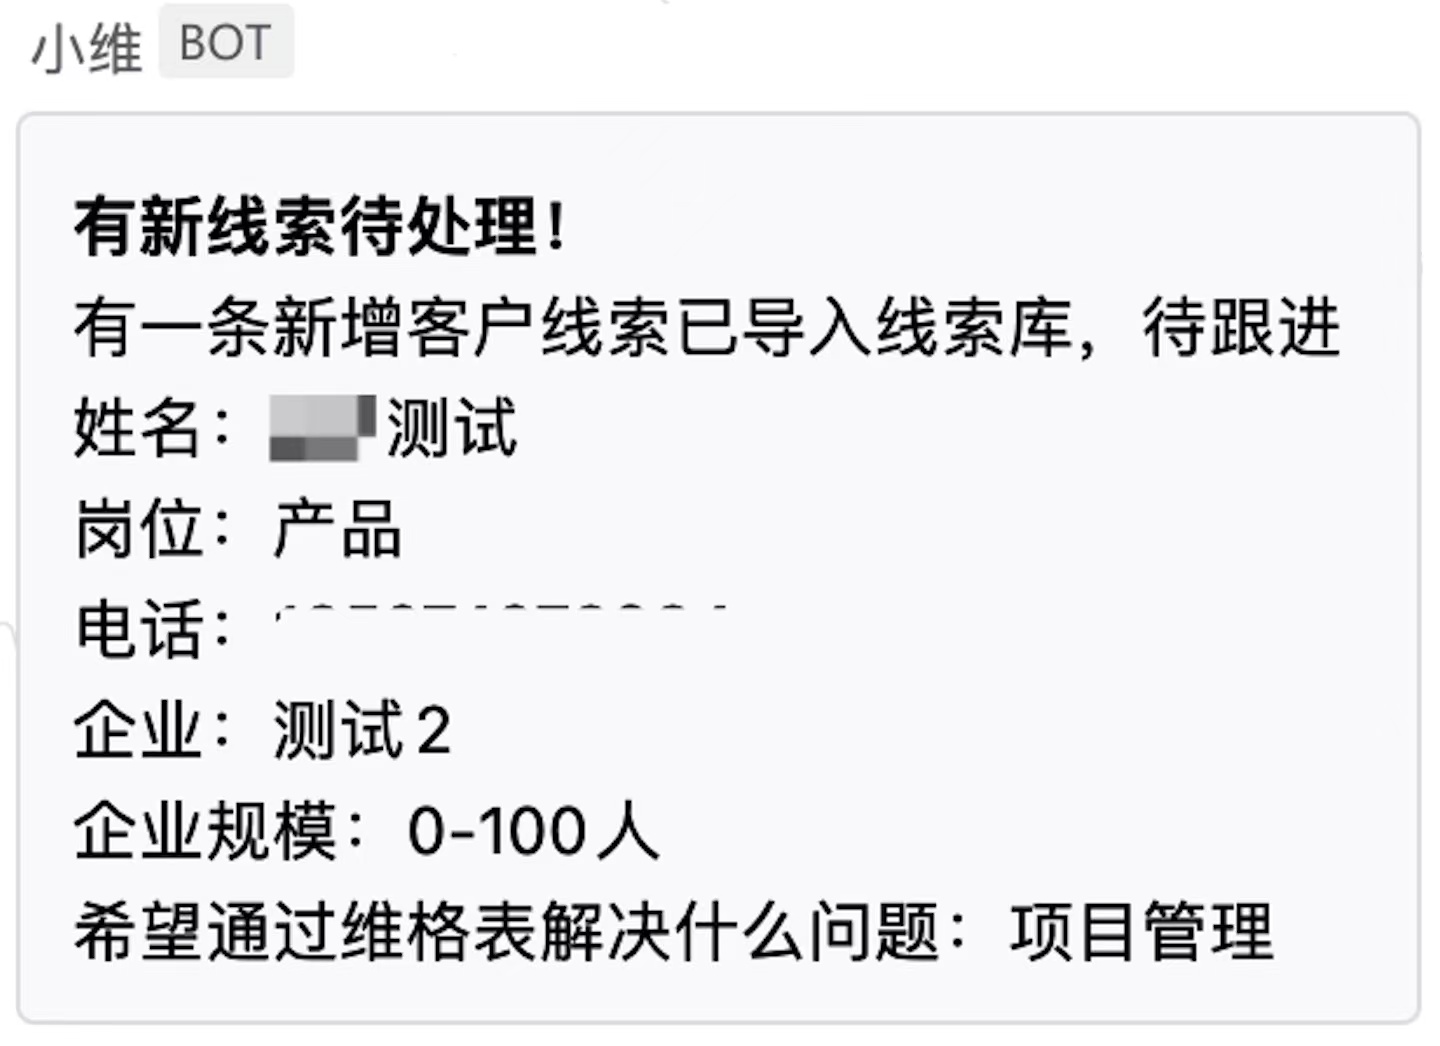 小维 BOT
有新线索待处理！
有一条新增客户线索已导入线索库，待跟进
姓名：测试
岗位：产品
电话：
企业：测试2
企业规模：0-100人
希望通过维格表解决什么问题：项目管理